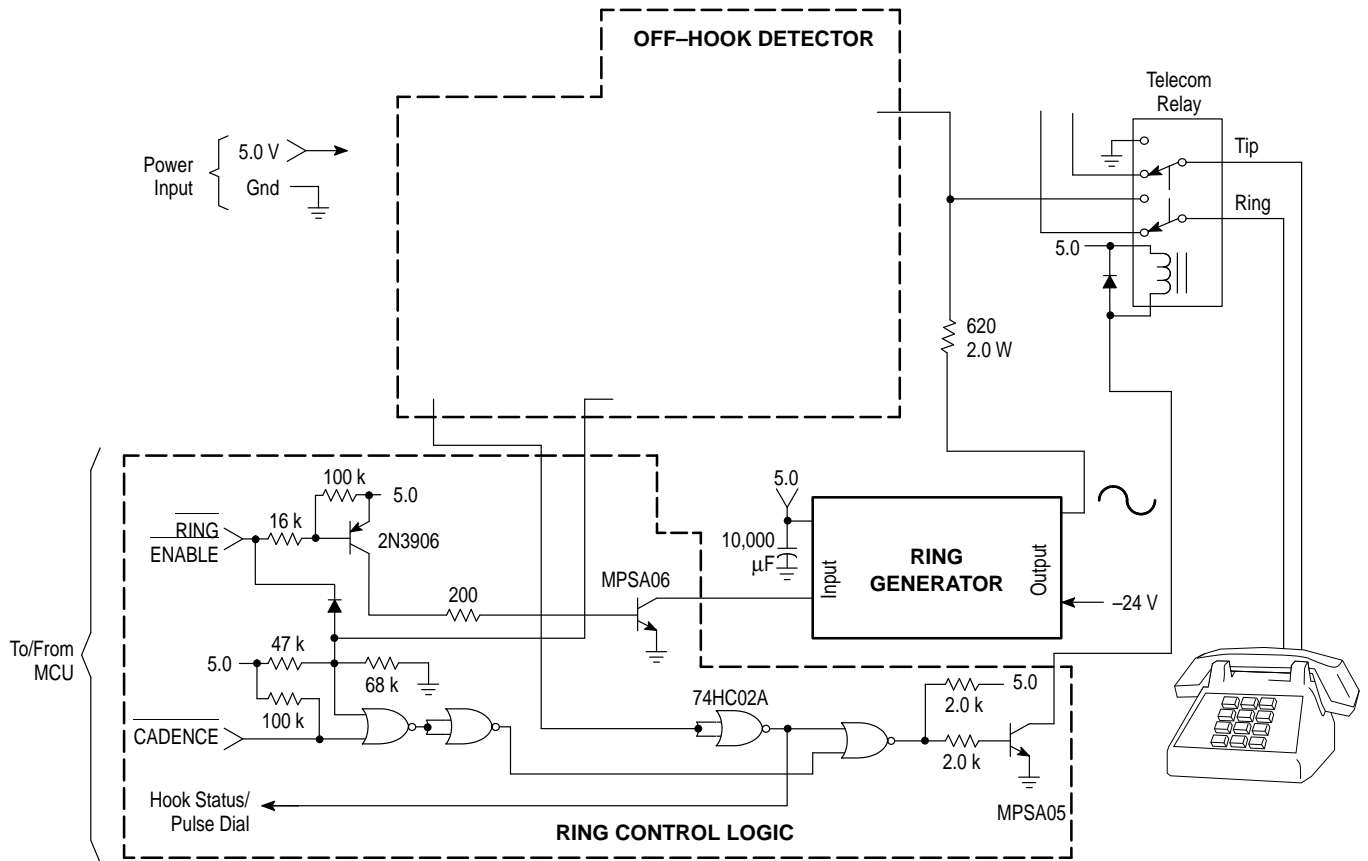 OFF–HOOK DETECTOR
Telecom
Relay
Power
Input
5.0 V
Gnd
Tip
Ring
5.0
620
2.0 W
To/From
MCU
RING
ENABLE
16 k
100 k
5.0
2N3906
200
MPSA06
5.0
10,000
µF
Input
RING
GENERATOR
Output
–24 V
5.0
47 k
68 k
100 k
CADENCE
74HC02A
5.0
2.0 k
2.0 k
MPSA05
Hook Status/
Pulse Dial
RING CONTROL LOGIC